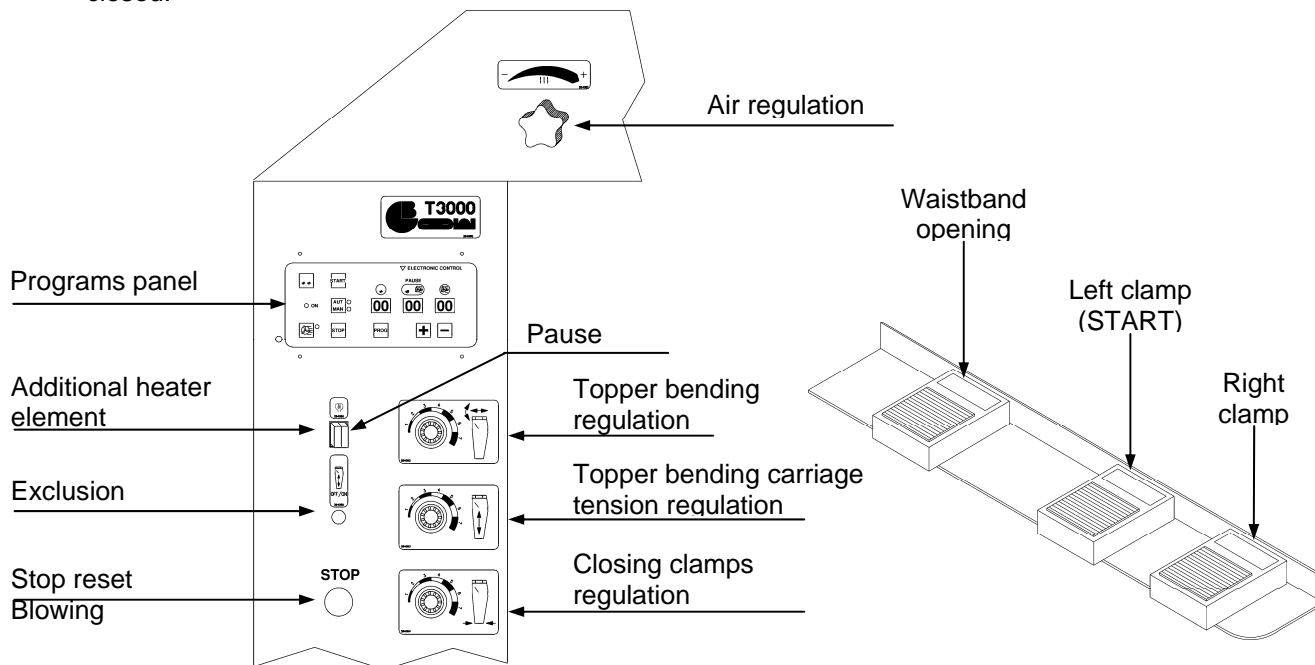 closed.
- +
Air regulation
T3000
Waistband
opening
Programs panel
▽ ELECTRONIC CONTROL
START
PAUSE
ON
AUT
MAN
00 00 00
STOP
PROG
+ -
Left clamp
(START)
Pause
Right
clamp
Additional heater
element
Topper bending
regulation
Exclusion
OFF/ON
Topper bending carriage
tension regulation
Stop reset
Blowing
STOP
Closing clamps
regulation